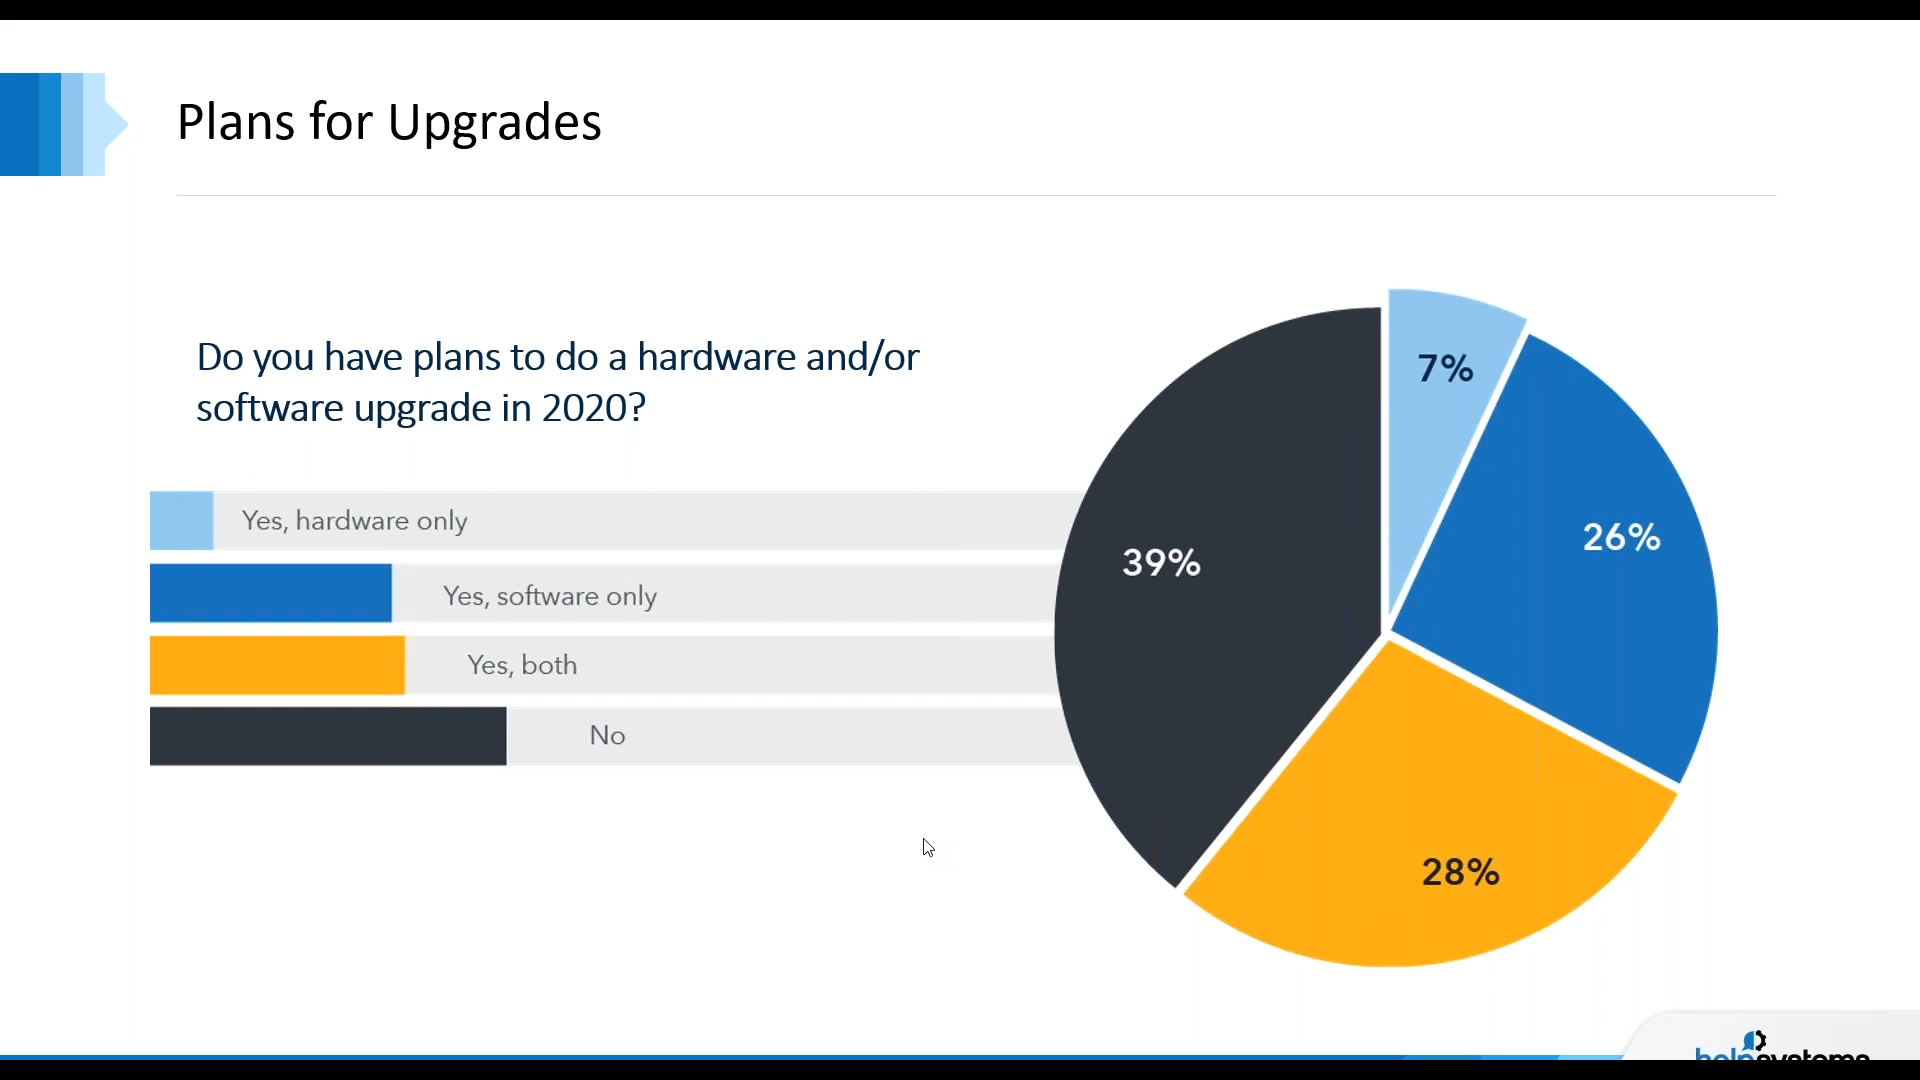 Plans for Upgrades
Do you have plans to do a hardware and/or
software upgrade in 2020?
Yes, hardware only
Yes, software only
Yes, both
No
7%
26%
39%
28%
helpsystems